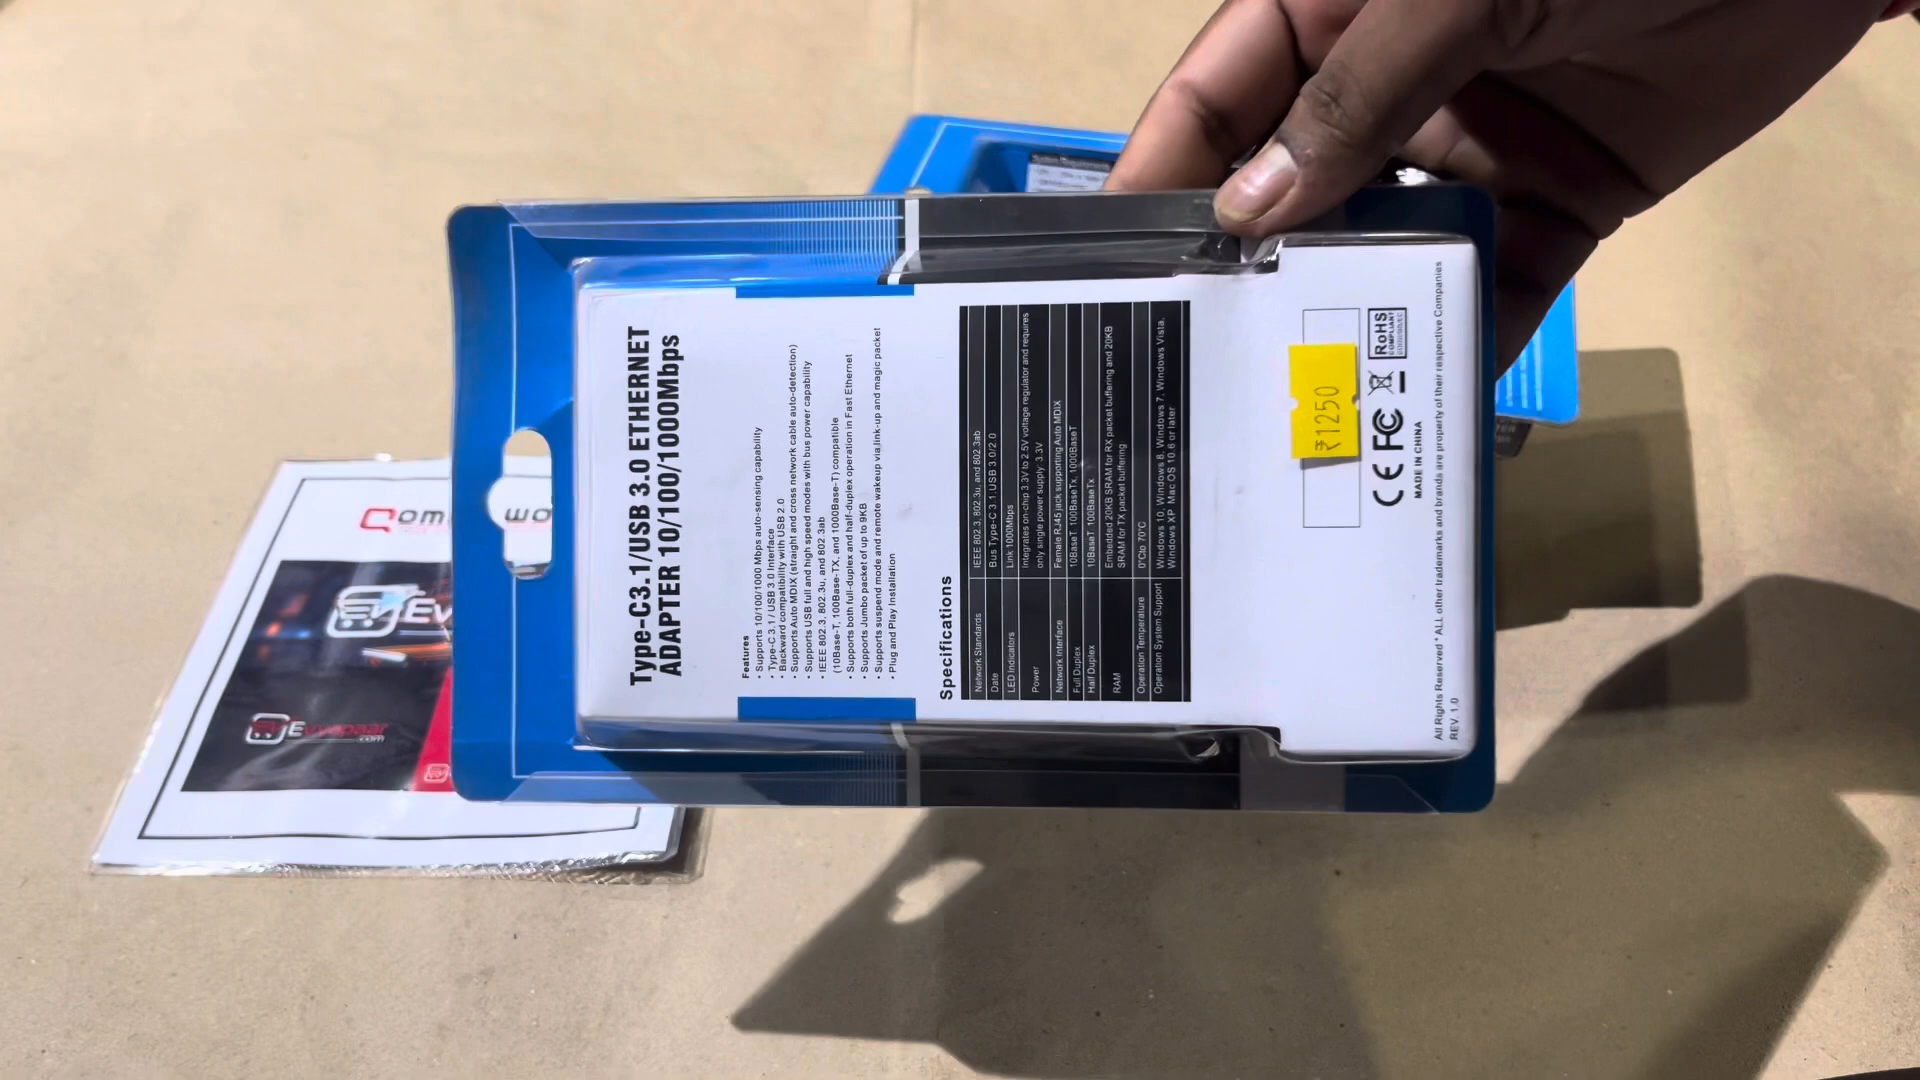 Type-C3.1/USB 3.0 ETHERNET
ADAPTER 10/100/1000Mbps
Features
• Supports 10/100/1000 Mbps auto-sensing capability
• Type-C 3.1 / USB 3.0 Interface
• Backward compatibility with USB 2.0
• Supports Auto MDIX (straight and cross network cable auto-detection)
• Supports USB full and high speed modes with bus power capability
• IEEE 802.3, 802.3u, and 802.3ab
(10Base-T, 100Base-TX, and 1000Base-T) compatible
• Supports both full-duplex and half-duplex operation in Fast Ethernet
• Supports Jumbo packet of up to 9KB
• Supports suspend mode and remote wakeup via link-up and magic packet
• Plug and Play Installation
Specifications
Network Standards IEEE 802.3, 802.3u, and 802.3ab
Date Bus Type-C 3.1,USB 3.0/2.0
LED Indicators Link 1000Mbps
Power Integrates on-chip 3.3V to 2.5V voltage regulator and requires
only single power supply: 3.3V
Network Interface Female RJ45 jack supporting Auto MDIX
Full Duplex 10BaseT, 100BaseTx, 1000BaseT
Half Duplex 10BaseT, 100BaseTx
RAM Embedded 20KB SRAM for RX packet buffering and 20KB
SRAM for TX packet buffering
Operation Temperature 0°Cto 70°C
Operation System Support Windows 10, Windows 8, Windows 7, Windows Vista,
Windows XP, Mac OS 10.6 or later
₹1250
CE FC
RoHS
COMPLIANT
MADE IN CHINA
All Rights Reserved * ALL other trademarks and brands are property of their respective Companies
REV. 1.0
Qom
wo
Ev
Evyapaar
.com